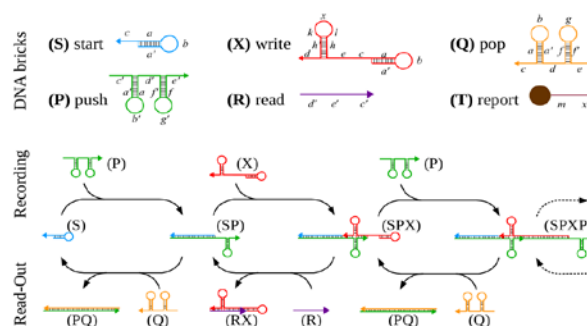 DNA bricks
(S) start
c a
a' b
(X) write
x
k l
h h'
d e c a
a' b
(Q) pop
b g
a a' f f'
c d e
(P) push
c' d' e'
a' a f' f
b' g'
(R) read
d' e' c'
(T) report
m x
Recording
(P) (X) (P)
(S) (SP) (SPX) (SPXP
Read-Out
(PQ) (Q) (RX) (R) (PQ) (Q)